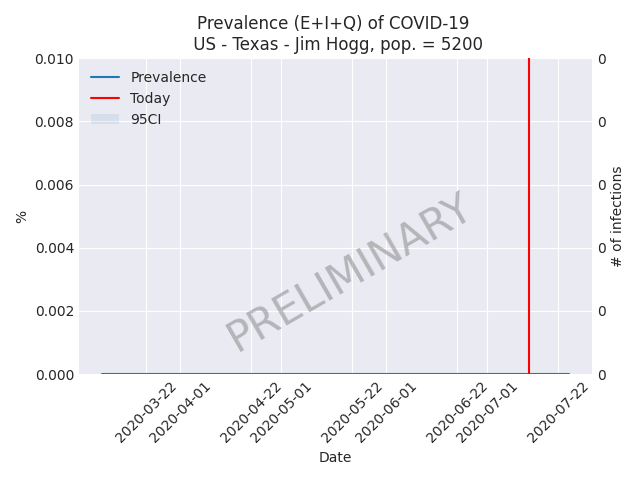 Prevalence (E+I+Q) of COVID-19
US - Texas - Jim Hogg, pop. = 5200
0.010
0.008
0.006
0.004
0.002
0.000
%
Prevalence
Today
95CI
PRELIMINARY
0
0
0
0
0
0
# of infections
2020-03-22
2020-04-01
2020-04-22
2020-05-01
2020-05-22
2020-06-01
2020-06-22
2020-07-01
2020-07-22
Date